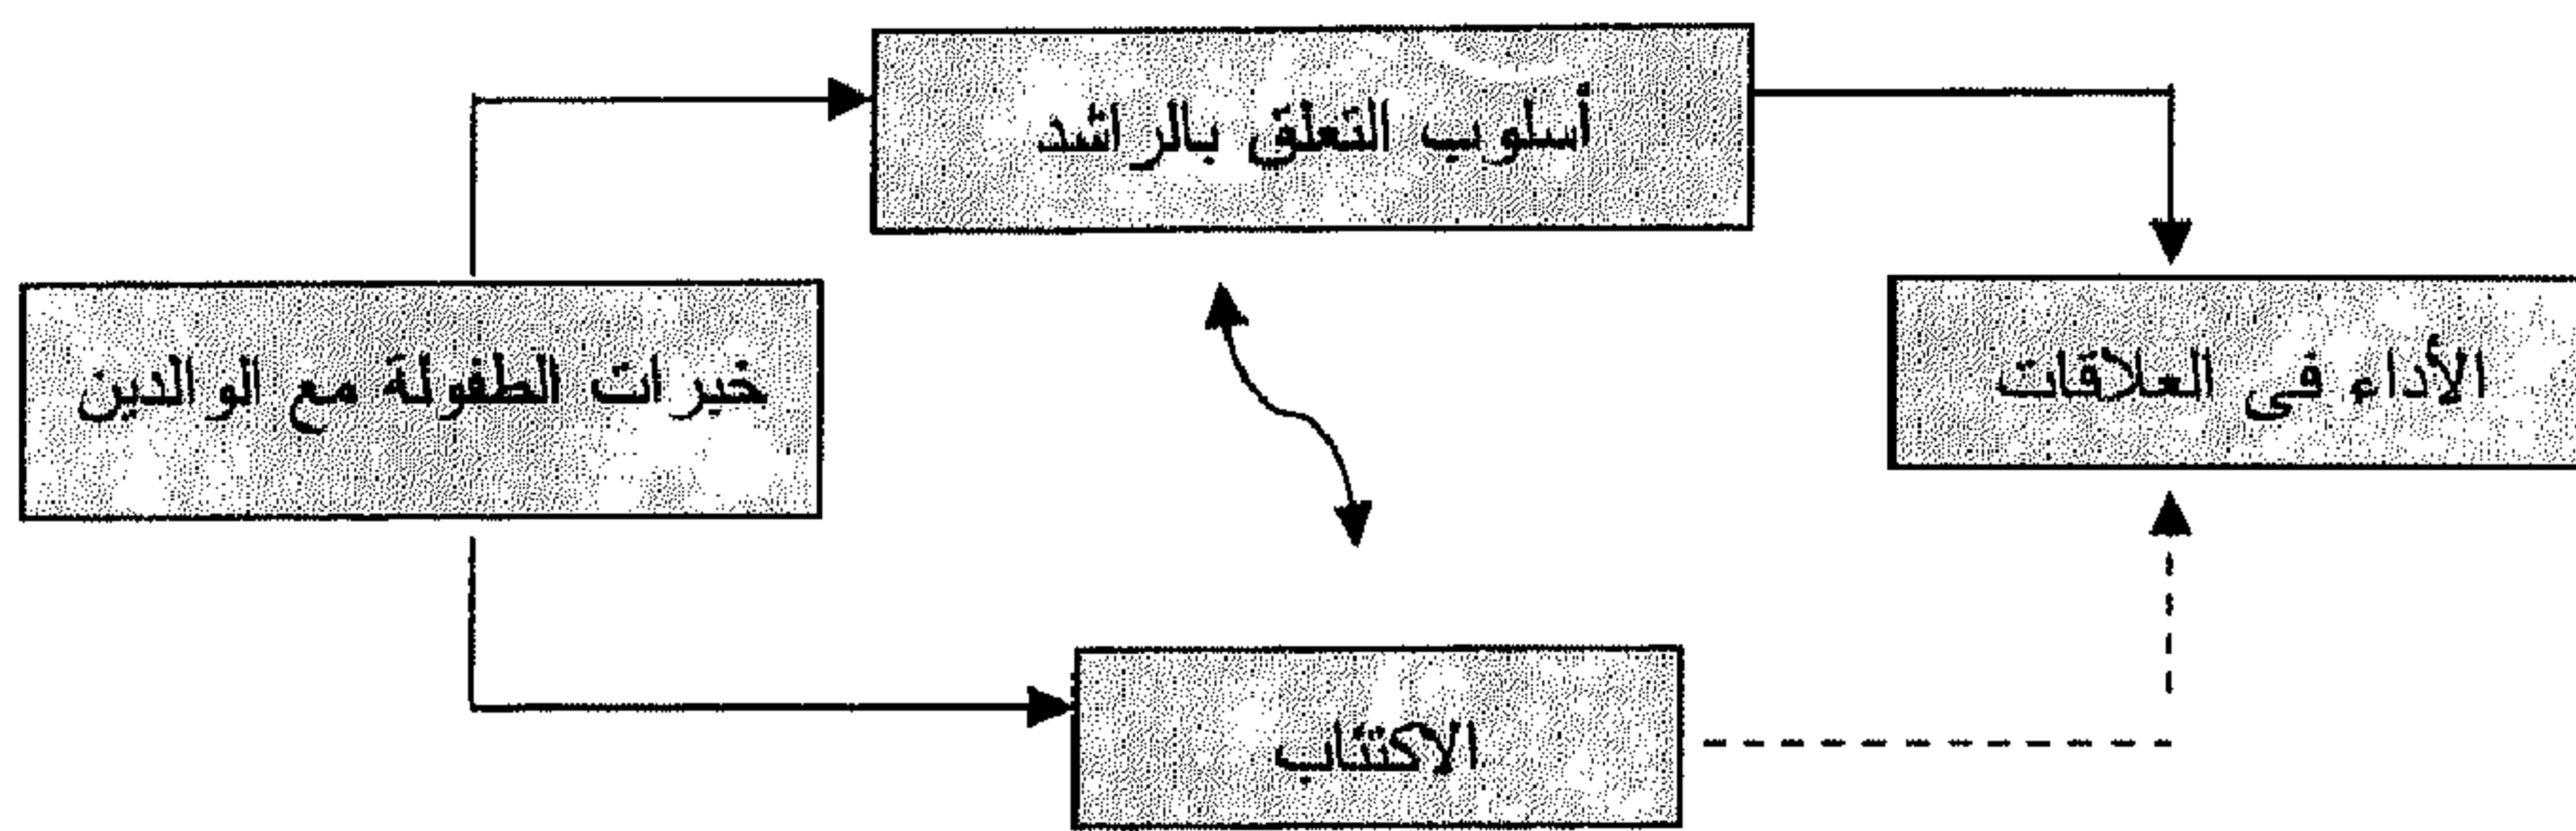 أسلوب التعلق بالراشد
خبرات الطفولة مع الوالدين
الأداء فى العلاقات
الاكتئاب